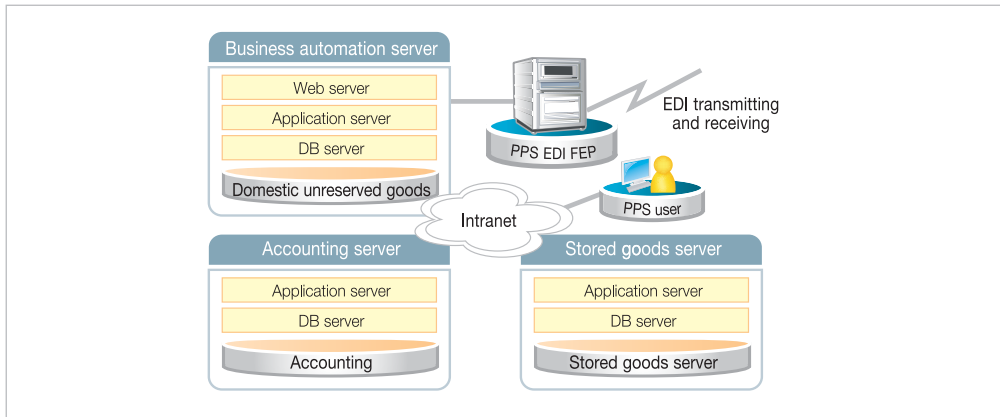 Business automation server
Web server
Application server
DB server
Domestic unreserved goods
PPS EDI FEP
EDI transmitting
and receiving
PPS user
Intranet
Accounting server
Application server
DB server
Accounting
Stored goods server
Application server
DB server
Stored goods server